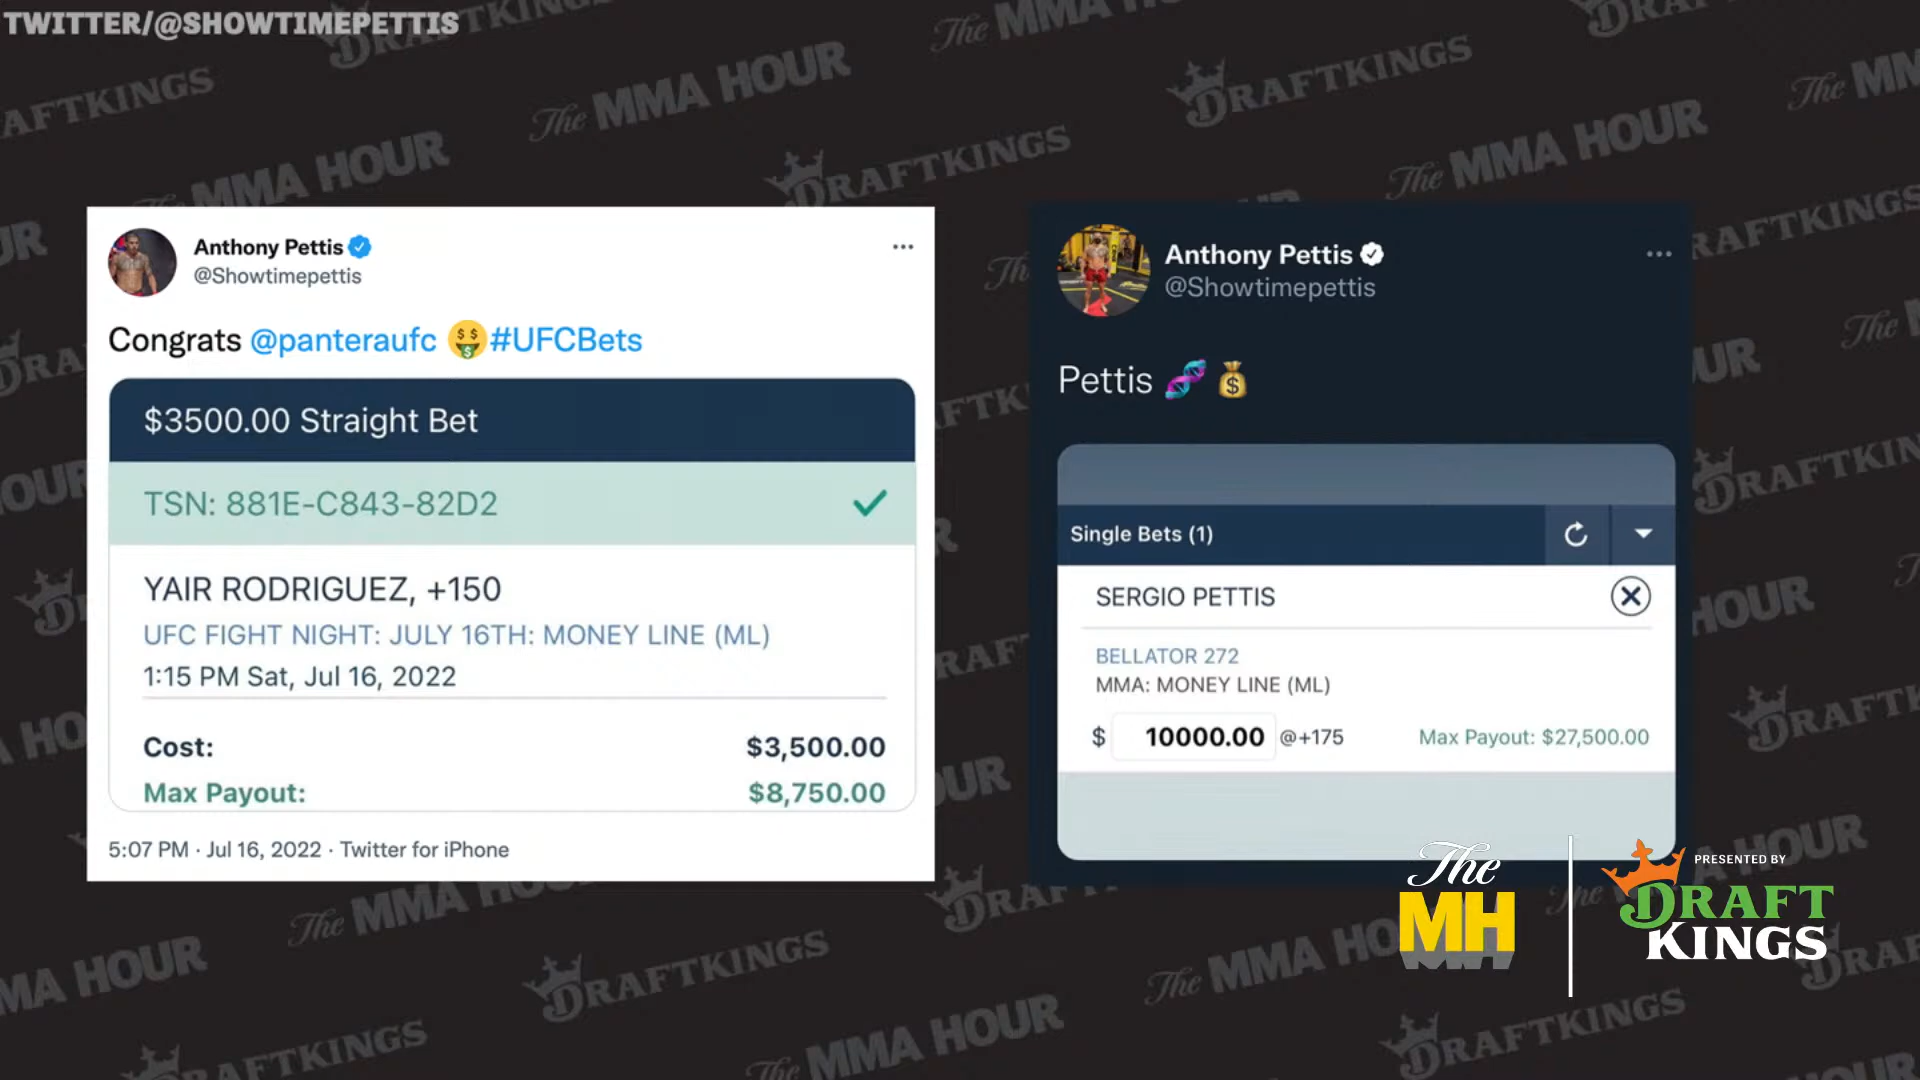 TWITTER/@SHOWTIMEPETTIS
Anthony Pettis
@Showtimepettis
Congrats @panteraufc 🤑#UFCBets
$3500.00 Straight Bet
TSN: 881E-C843-82D2
YAIR RODRIGUEZ, +150
UFC FIGHT NIGHT: JULY 16TH: MONEY LINE (ML)
1:15 PM Sat, Jul 16, 2022
Cost: $3,500.00
Max Payout: $8,750.00
5:07 PM · Jul 16, 2022 · Twitter for iPhone
Anthony Pettis
@Showtimepettis
Pettis 🧬 💰
Single Bets (1)
SERGIO PETTIS
BELLATOR 272
MMA: MONEY LINE (ML)
$ 10000.00 @+175 Max Payout: $27,500.00
The
MH
PRESENTED BY
DRAFT
KINGS
The MMA HOUR
DRAFTKINGS